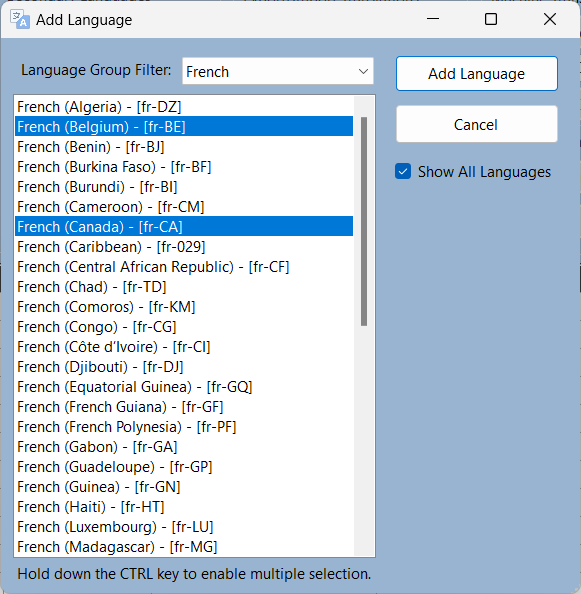 Add Language
Language Group Filter: French
Add Language
Cancel
Show All Languages
French (Algeria) - [fr-DZ]
French (Belgium) - [fr-BE]
French (Benin) - [fr-BJ]
French (Burkina Faso) - [fr-BF]
French (Burundi) - [fr-BI]
French (Cameroon) - [fr-CM]
French (Canada) - [fr-CA]
French (Caribbean) - [fr-029]
French (Central African Republic) - [fr-CF]
French (Chad) - [fr-TD]
French (Comoros) - [fr-KM]
French (Congo) - [fr-CG]
French (Côte d’Ivoire) - [fr-CI]
French (Djibouti) - [fr-DJ]
French (Equatorial Guinea) - [fr-GQ]
French (French Guiana) - [fr-GF]
French (French Polynesia) - [fr-PF]
French (Gabon) - [fr-GA]
French (Guadeloupe) - [fr-GP]
French (Guinea) - [fr-GN]
French (Haiti) - [fr-HT]
French (Luxembourg) - [fr-LU]
French (Madagascar) - [fr-MG]
Hold down the CTRL key to enable multiple selection.